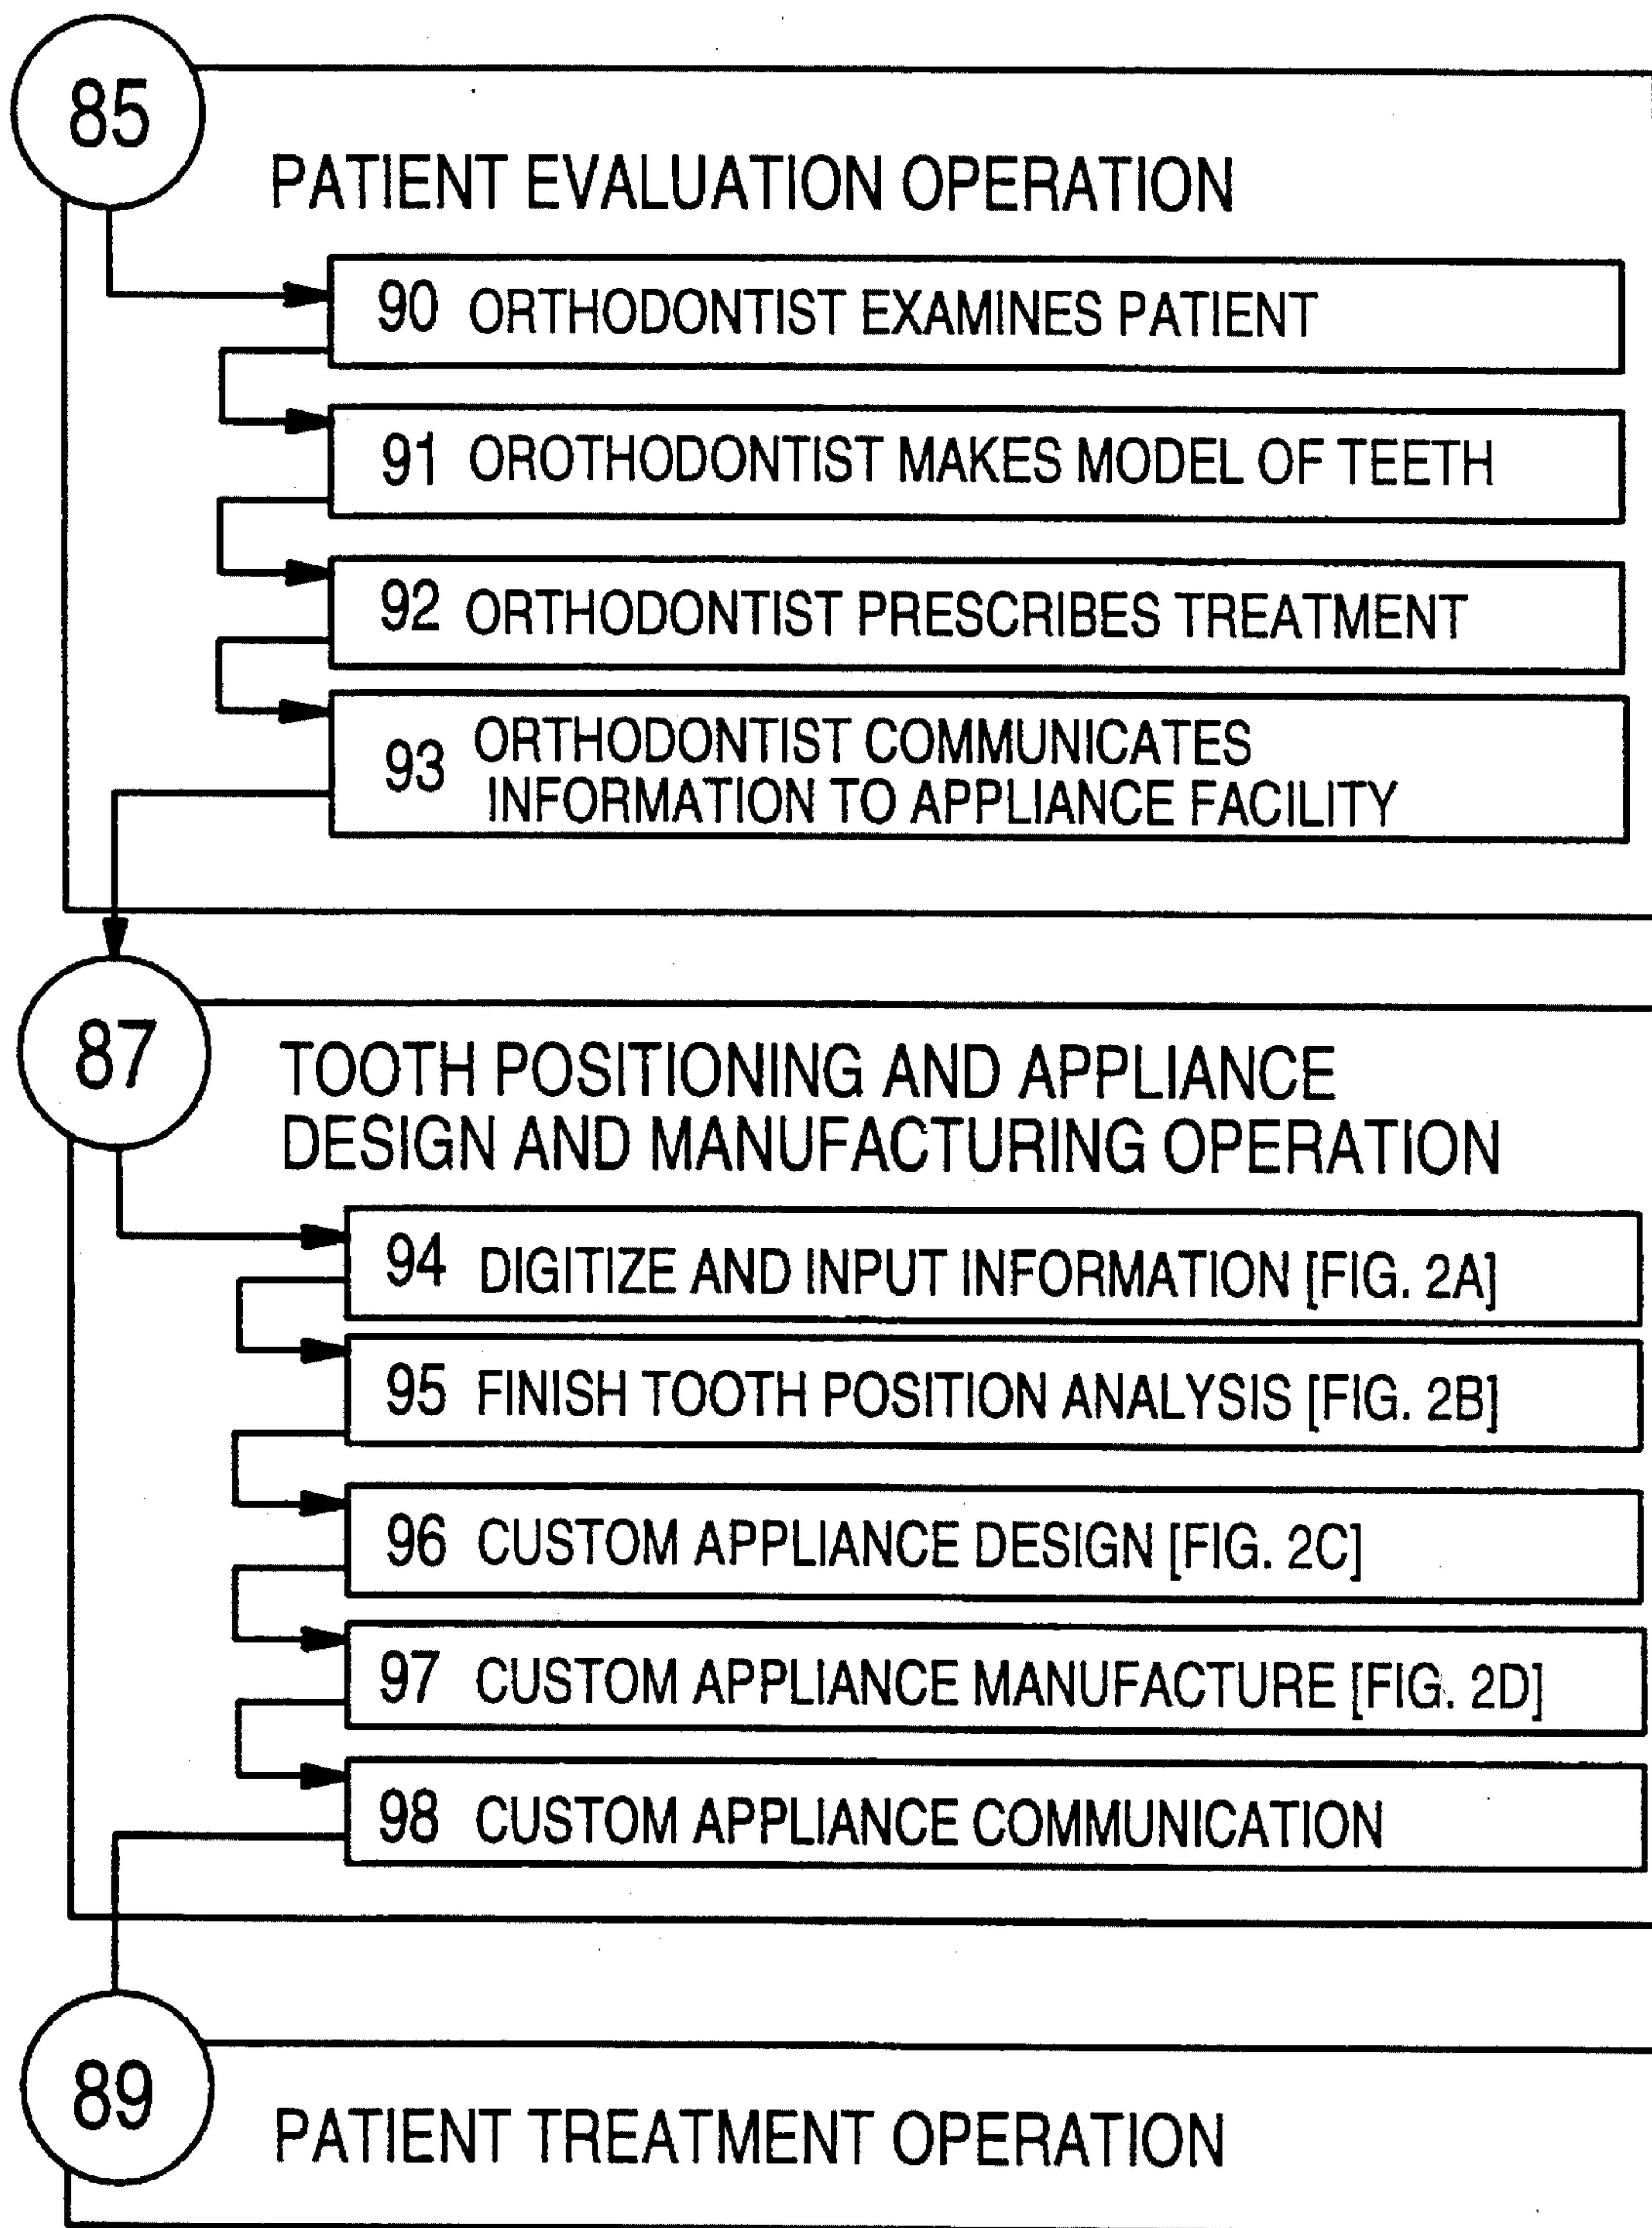 85
PATIENT EVALUATION OPERATION
90 ORTHODONTIST EXAMINES PATIENT
91 OROTHODONTIST MAKES MODEL OF TEETH
92 ORTHODONTIST PRESCRIBES TREATMENT
93 ORTHODONTIST COMMUNICATES
INFORMATION TO APPLIANCE FACILITY
87
TOOTH POSITIONING AND APPLIANCE
DESIGN AND MANUFACTURING OPERATION
94 DIGITIZE AND INPUT INFORMATION [FIG. 2A]
95 FINISH TOOTH POSITION ANALYSIS [FIG. 2B]
96 CUSTOM APPLIANCE DESIGN [FIG. 2C]
97 CUSTOM APPLIANCE MANUFACTURE [FIG. 2D]
98 CUSTOM APPLIANCE COMMUNICATION
89
PATIENT TREATMENT OPERATION